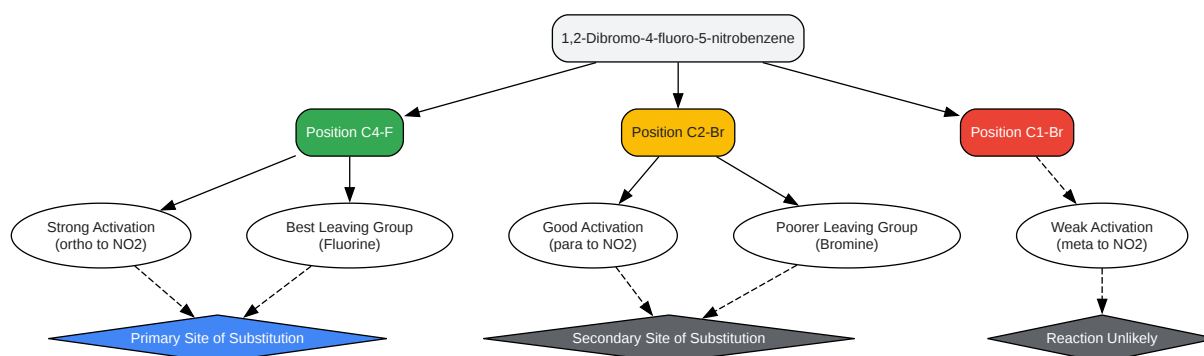 1,2-Dibromo-4-fluoro-5-nitrobenzene
Position C4-F
Position C2-Br
Position C1-Br
Strong Activation
(ortho to NO2)
Best Leaving Group
(Fluorine)
Good Activation
(para to NO2)
Poorer Leaving Group
(Bromine)
Weak Activation
(meta to NO2)
Primary Site of Substitution
Secondary Site of Substitution
Reaction Unlikely